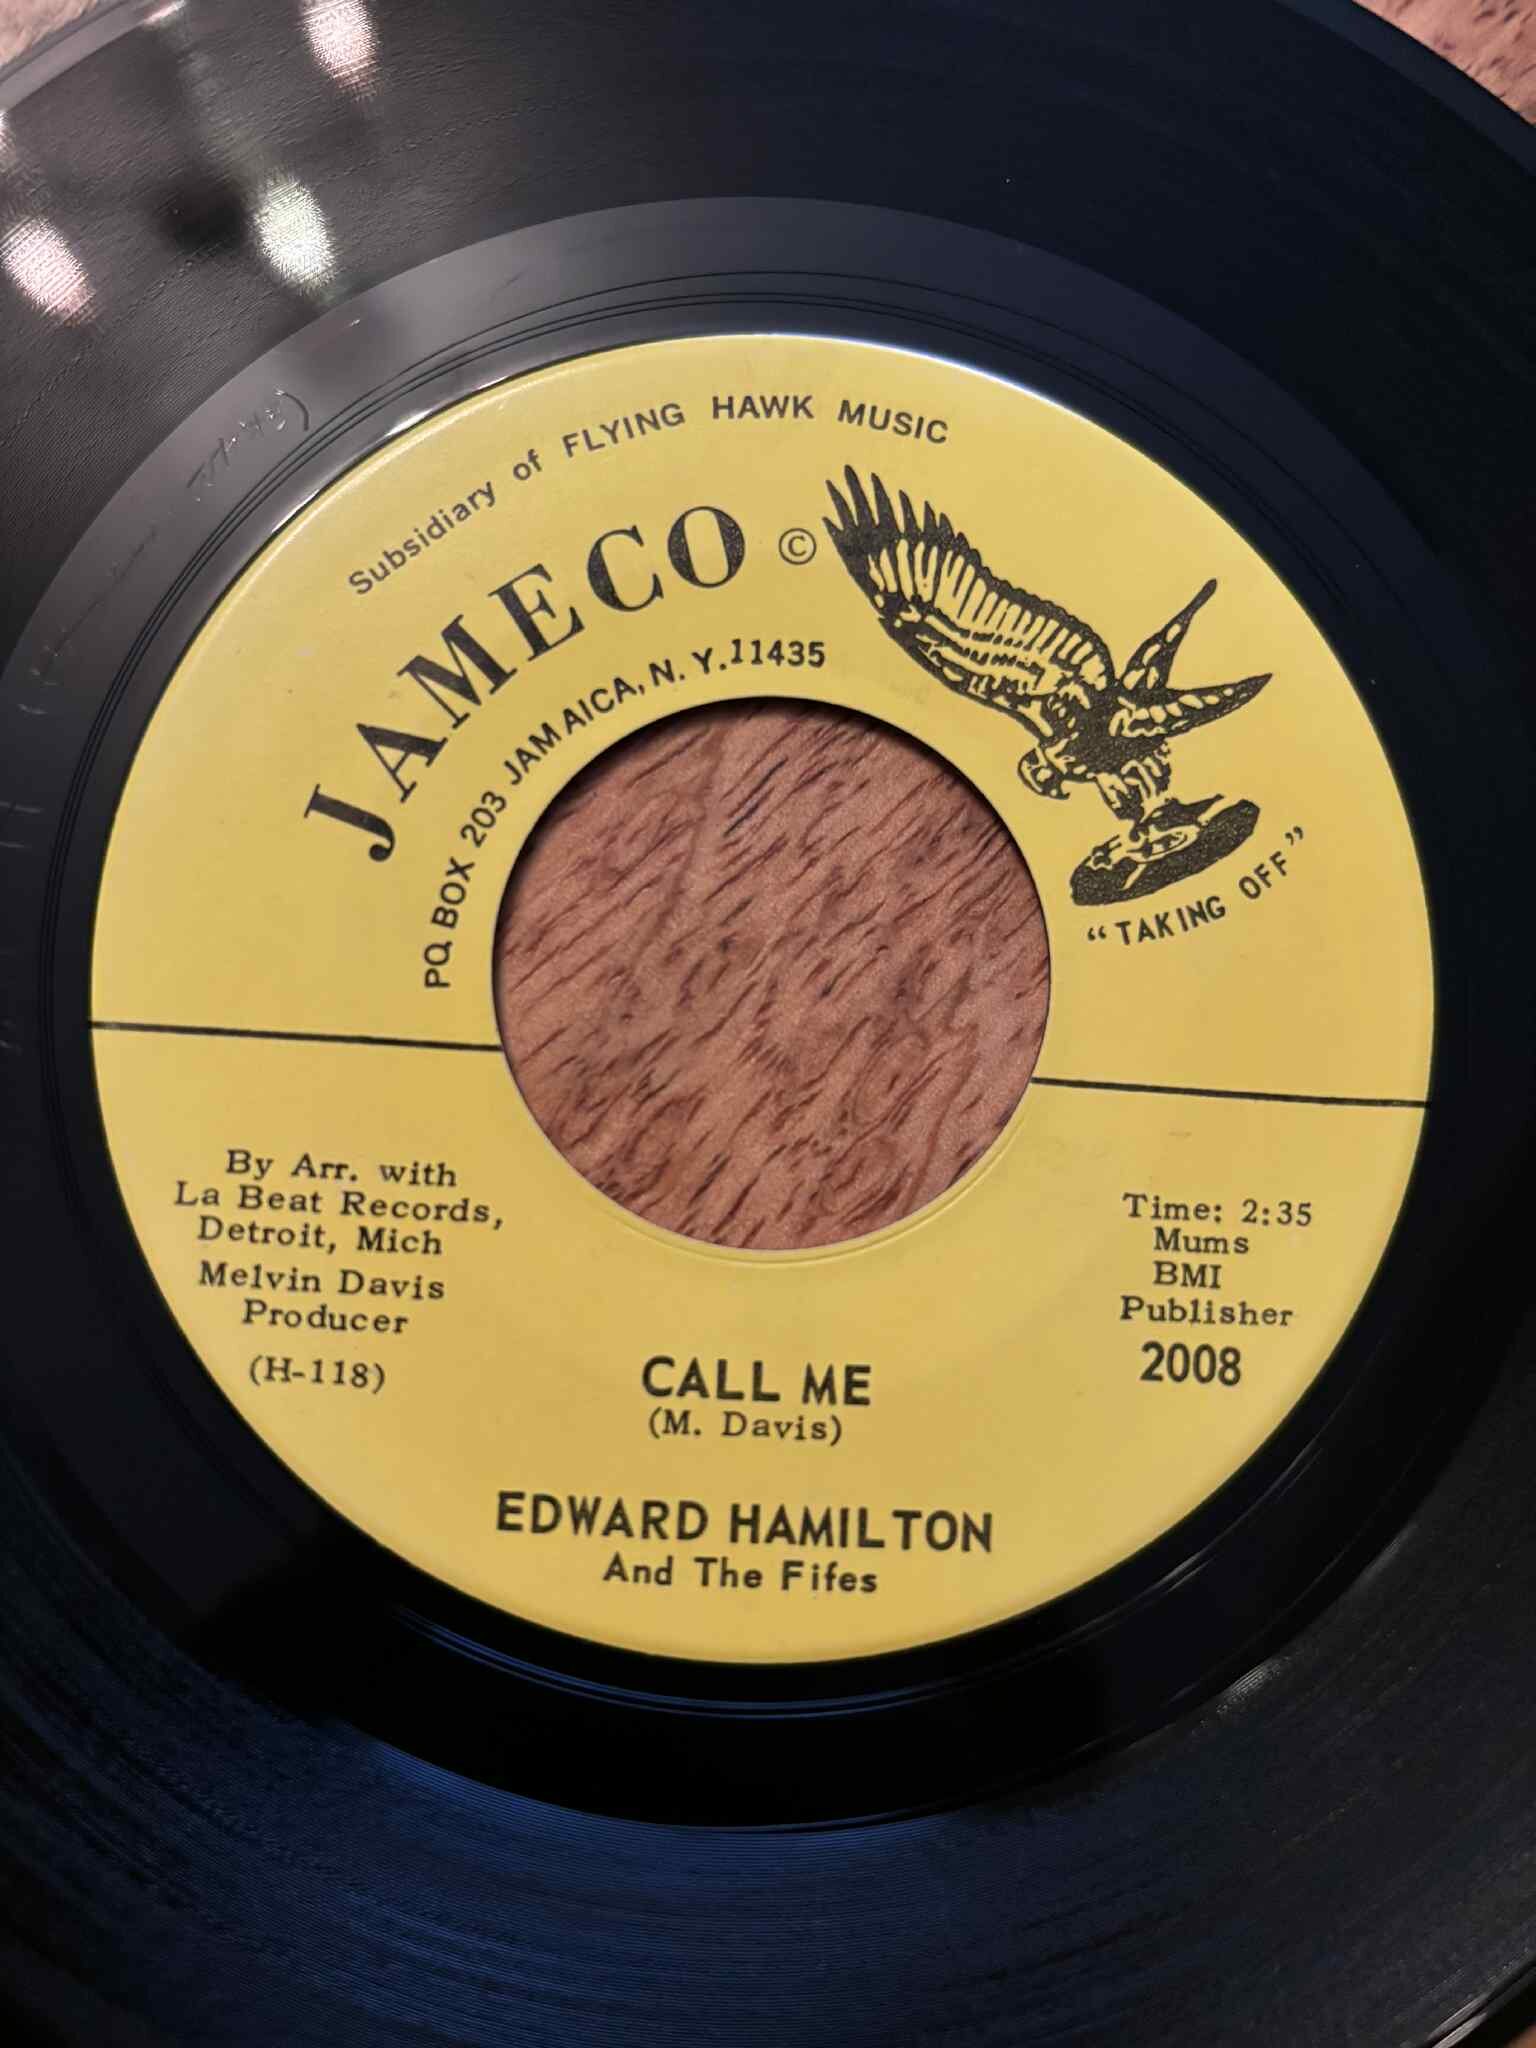 Subsidiary of FLYING HAWK MUSIC
JAMECO ©
P.O. BOX 203 JAMAICA, N. Y. 11435
“TAKING OFF”
By Arr. with
La Beat Records,
Detroit, Mich
Melvin Davis
Producer
(H-118)
Time: 2:35
Mums
BMI
Publisher
2008
CALL ME
(M. Davis)
EDWARD HAMILTON
And The Fifes